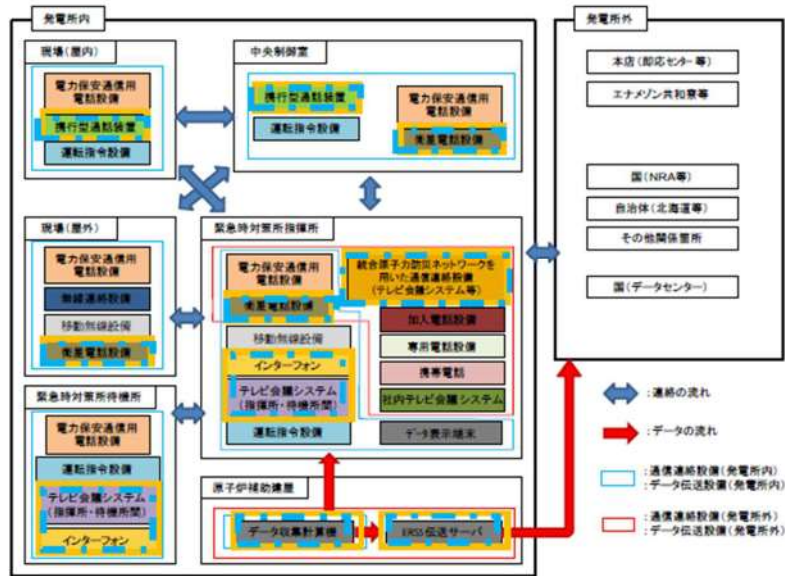 発電所内
現場(屋内)
電力保安通信用
電話設備
携行型通話装置
運転指令設備
中央制御室
携行型通話装置
運転指令設備
電力保安通信用
電話設備
衛星電話設備
現場(屋外)
電力保安通信用
電話設備
無線連絡設備
移動無線設備
衛星電話設備
緊急時対策所指揮所
電力保安通信用
電話設備
衛星電話設備
移動無線設備
インターフォン
テレビ会議システム
(指揮所・待機所間)
運転指令設備
統合原子力防災ネットワークを
用いた通信連絡設備
(テレビ会議システム等)
加入電話設備
専用電話設備
携帯電話
社内テレビ会議システム
データ表示端末
緊急時対策所待機所
電力保安通信用
電話設備
運転指令設備
テレビ会議システム
(指揮所・待機所間)
インターフォン
原子炉補助建屋
データ収集計算機
ERSS伝送サーバ
発電所外
本店(即応センター等)
エナメゾン共和寮等
国(NRA等)
自治体(北海道等)
その他関係箇所
国(データセンター)
:連絡の流れ
:データの流れ
:通信連絡設備(発電所内)
:データ伝送設備(発電所内)
:通信連絡設備(発電所外)
:データ伝送設備(発電所外)